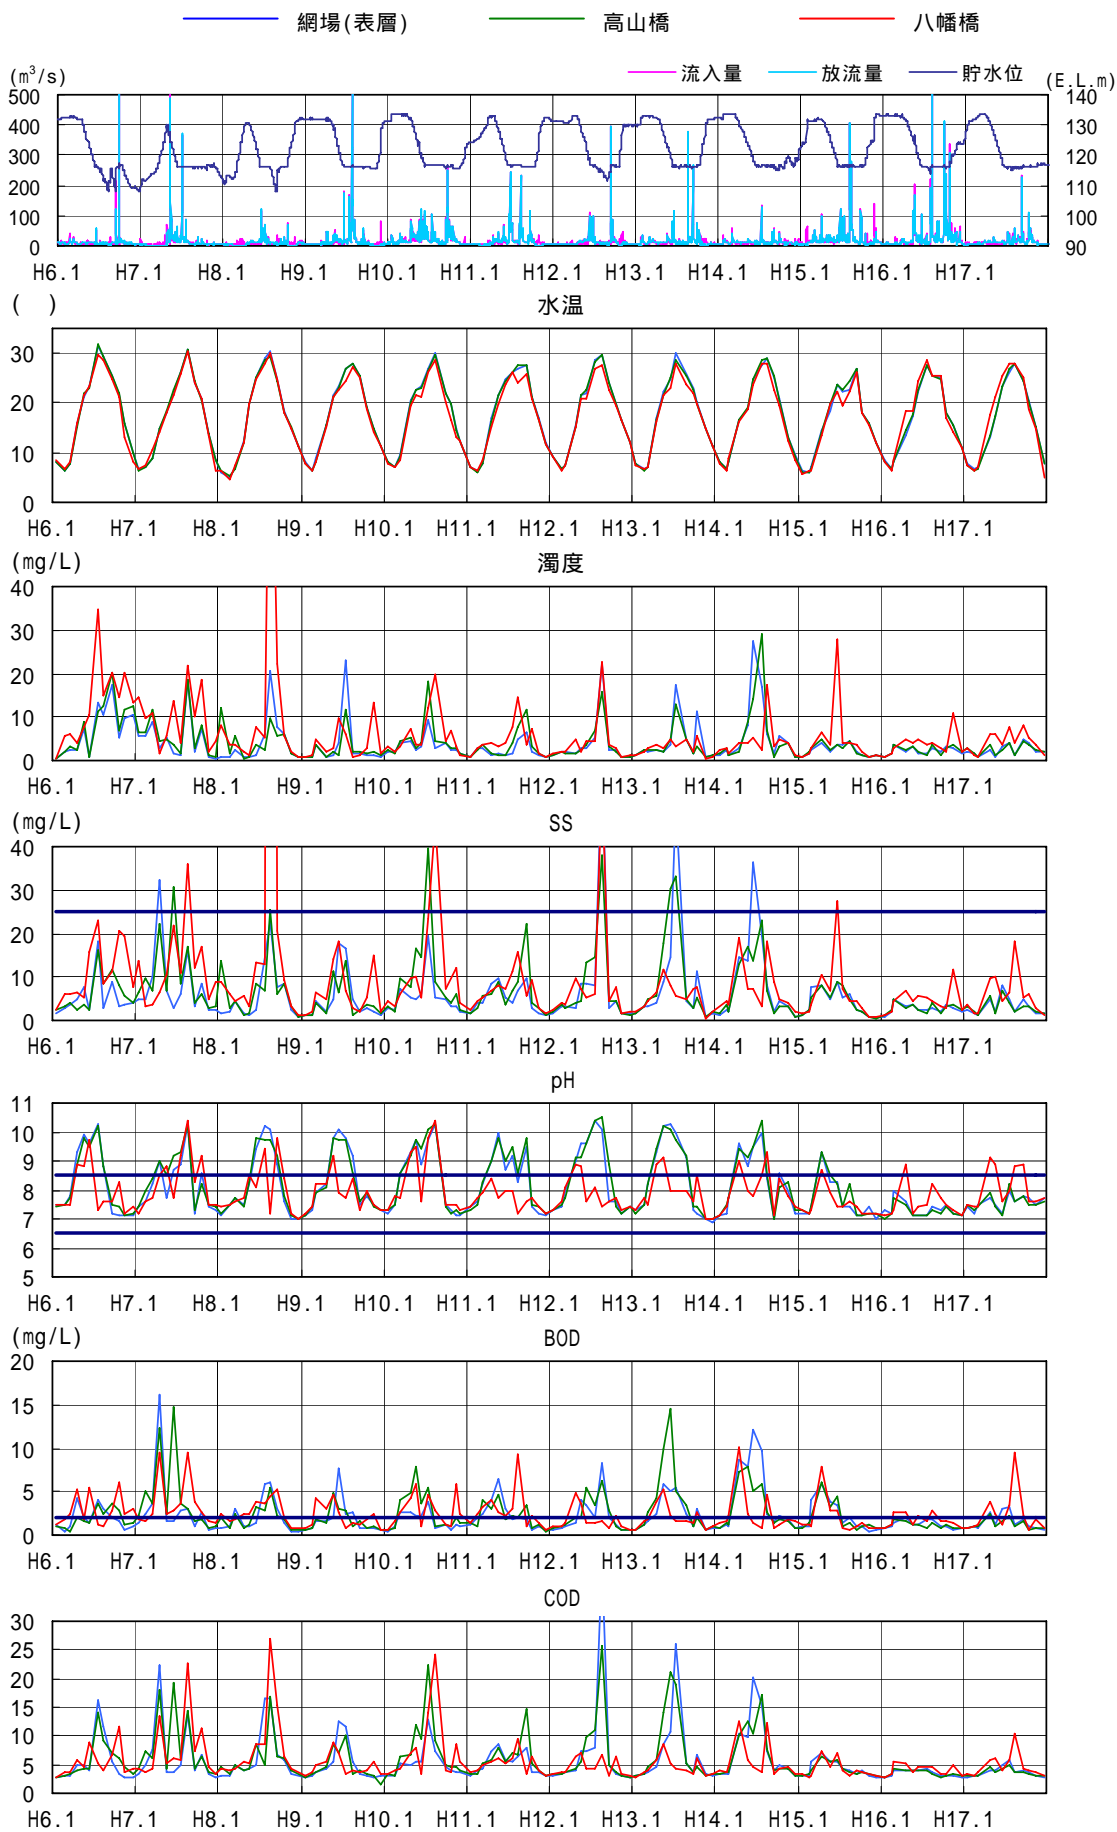 網場(表層) 高山橋 八幡橋
流入量 放流量 貯水位
(m³/s) (E.L.m)
500 140
400 130
300 120
200 110
100 100
0 90
H6.1 H7.1 H8.1 H9.1 H10.1 H11.1 H12.1 H13.1 H14.1 H15.1 H16.1 H17.1
( ) 水温
30
20
10
0
H6.1 H7.1 H8.1 H9.1 H10.1 H11.1 H12.1 H13.1 H14.1 H15.1 H16.1 H17.1
(mg/L) 濁度
40
30
20
10
0
H6.1 H7.1 H8.1 H9.1 H10.1 H11.1 H12.1 H13.1 H14.1 H15.1 H16.1 H17.1
(mg/L) SS
40
30
20
10
0
H6.1 H7.1 H8.1 H9.1 H10.1 H11.1 H12.1 H13.1 H14.1 H15.1 H16.1 H17.1
pH
11
10
9
8
7
6
5
H6.1 H7.1 H8.1 H9.1 H10.1 H11.1 H12.1 H13.1 H14.1 H15.1 H16.1 H17.1
(mg/L) BOD
20
15
10
5
0
H6.1 H7.1 H8.1 H9.1 H10.1 H11.1 H12.1 H13.1 H14.1 H15.1 H16.1 H17.1
COD
30
25
20
15
10
5
0
H6.1 H7.1 H8.1 H9.1 H10.1 H11.1 H12.1 H13.1 H14.1 H15.1 H16.1 H17.1